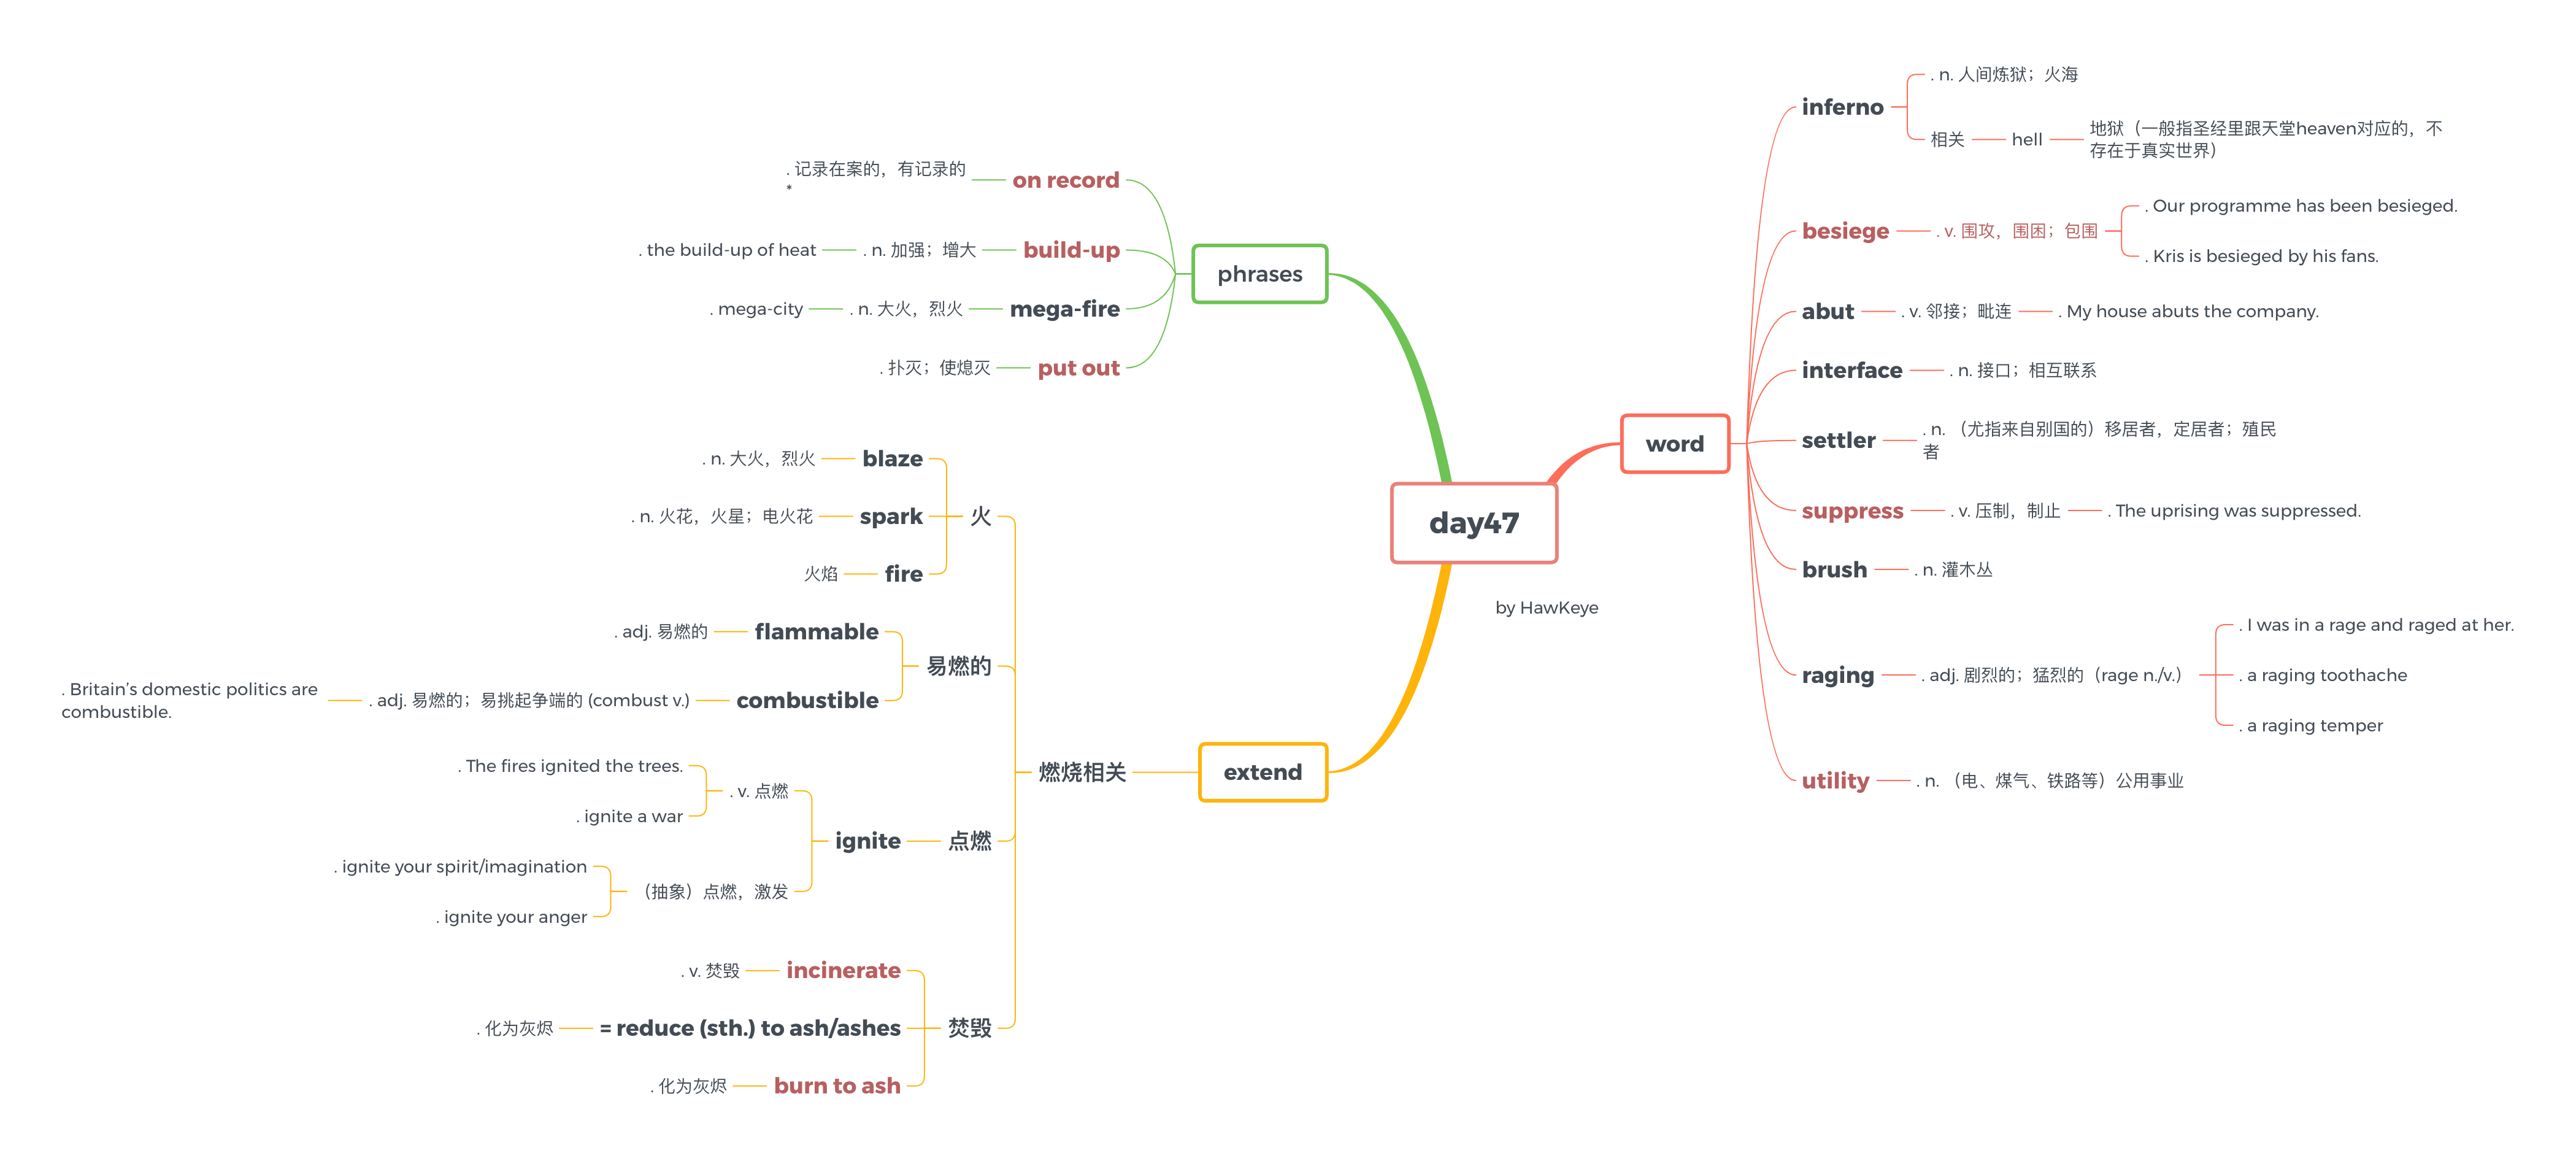 day47
by HawKeye
word
inferno
. n. 人间炼狱；火海
相关
hell
地狱（一般指圣经里跟天堂heaven对应的，不
存在于真实世界）
besiege
. v. 围攻，围困；包围
. Our programme has been besieged.
. Kris is besieged by his fans.
abut
. v. 邻接；毗连
. My house abuts the company.
interface
. n. 接口；相互联系
settler
. n. （尤指来自别国的）移居者，定居者；殖民
者
suppress
. v. 压制，制止
. The uprising was suppressed.
brush
. n. 灌木丛
raging
. adj. 剧烈的；猛烈的（rage n./v.）
. I was in a rage and raged at her.
. a raging toothache
. a raging temper
utility
. n. （电、煤气、铁路等）公用事业
phrases
on record
. 记录在案的，有记录的
*
build-up
. n. 加强；增大
. the build-up of heat
mega-fire
. n. 大火，烈火
. mega-city
put out
. 扑灭；使熄灭
extend
燃烧相关
火
blaze
. n. 大火，烈火
spark
. n. 火花，火星；电火花
fire
火焰
易燃的
flammable
. adj. 易燃的
combustible
. adj. 易燃的；易挑起争端的 (combust v.)
. Britain’s domestic politics are
combustible.
点燃
ignite
. v. 点燃
. The fires ignited the trees.
. ignite a war
（抽象）点燃，激发
. ignite your spirit/imagination
. ignite your anger
焚毁
incinerate
. v. 焚毁
= reduce (sth.) to ash/ashes
. 化为灰烬
burn to ash
. 化为灰烬